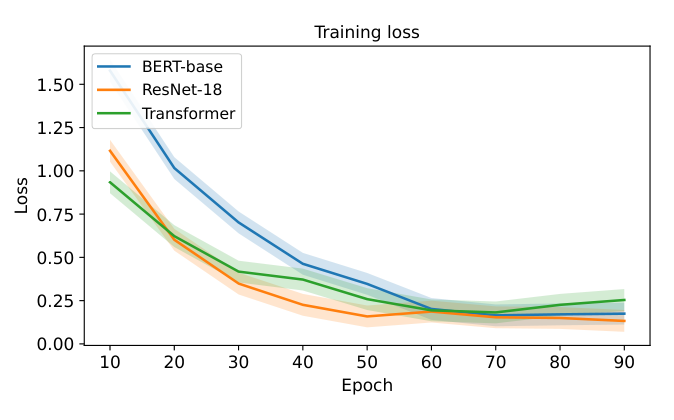 Training loss
BERT-base
ResNet-18
Transformer
1.50
1.25
1.00
0.75
0.50
0.25
0.00
Loss
10 20 30 40 50 60 70 80 90
Epoch